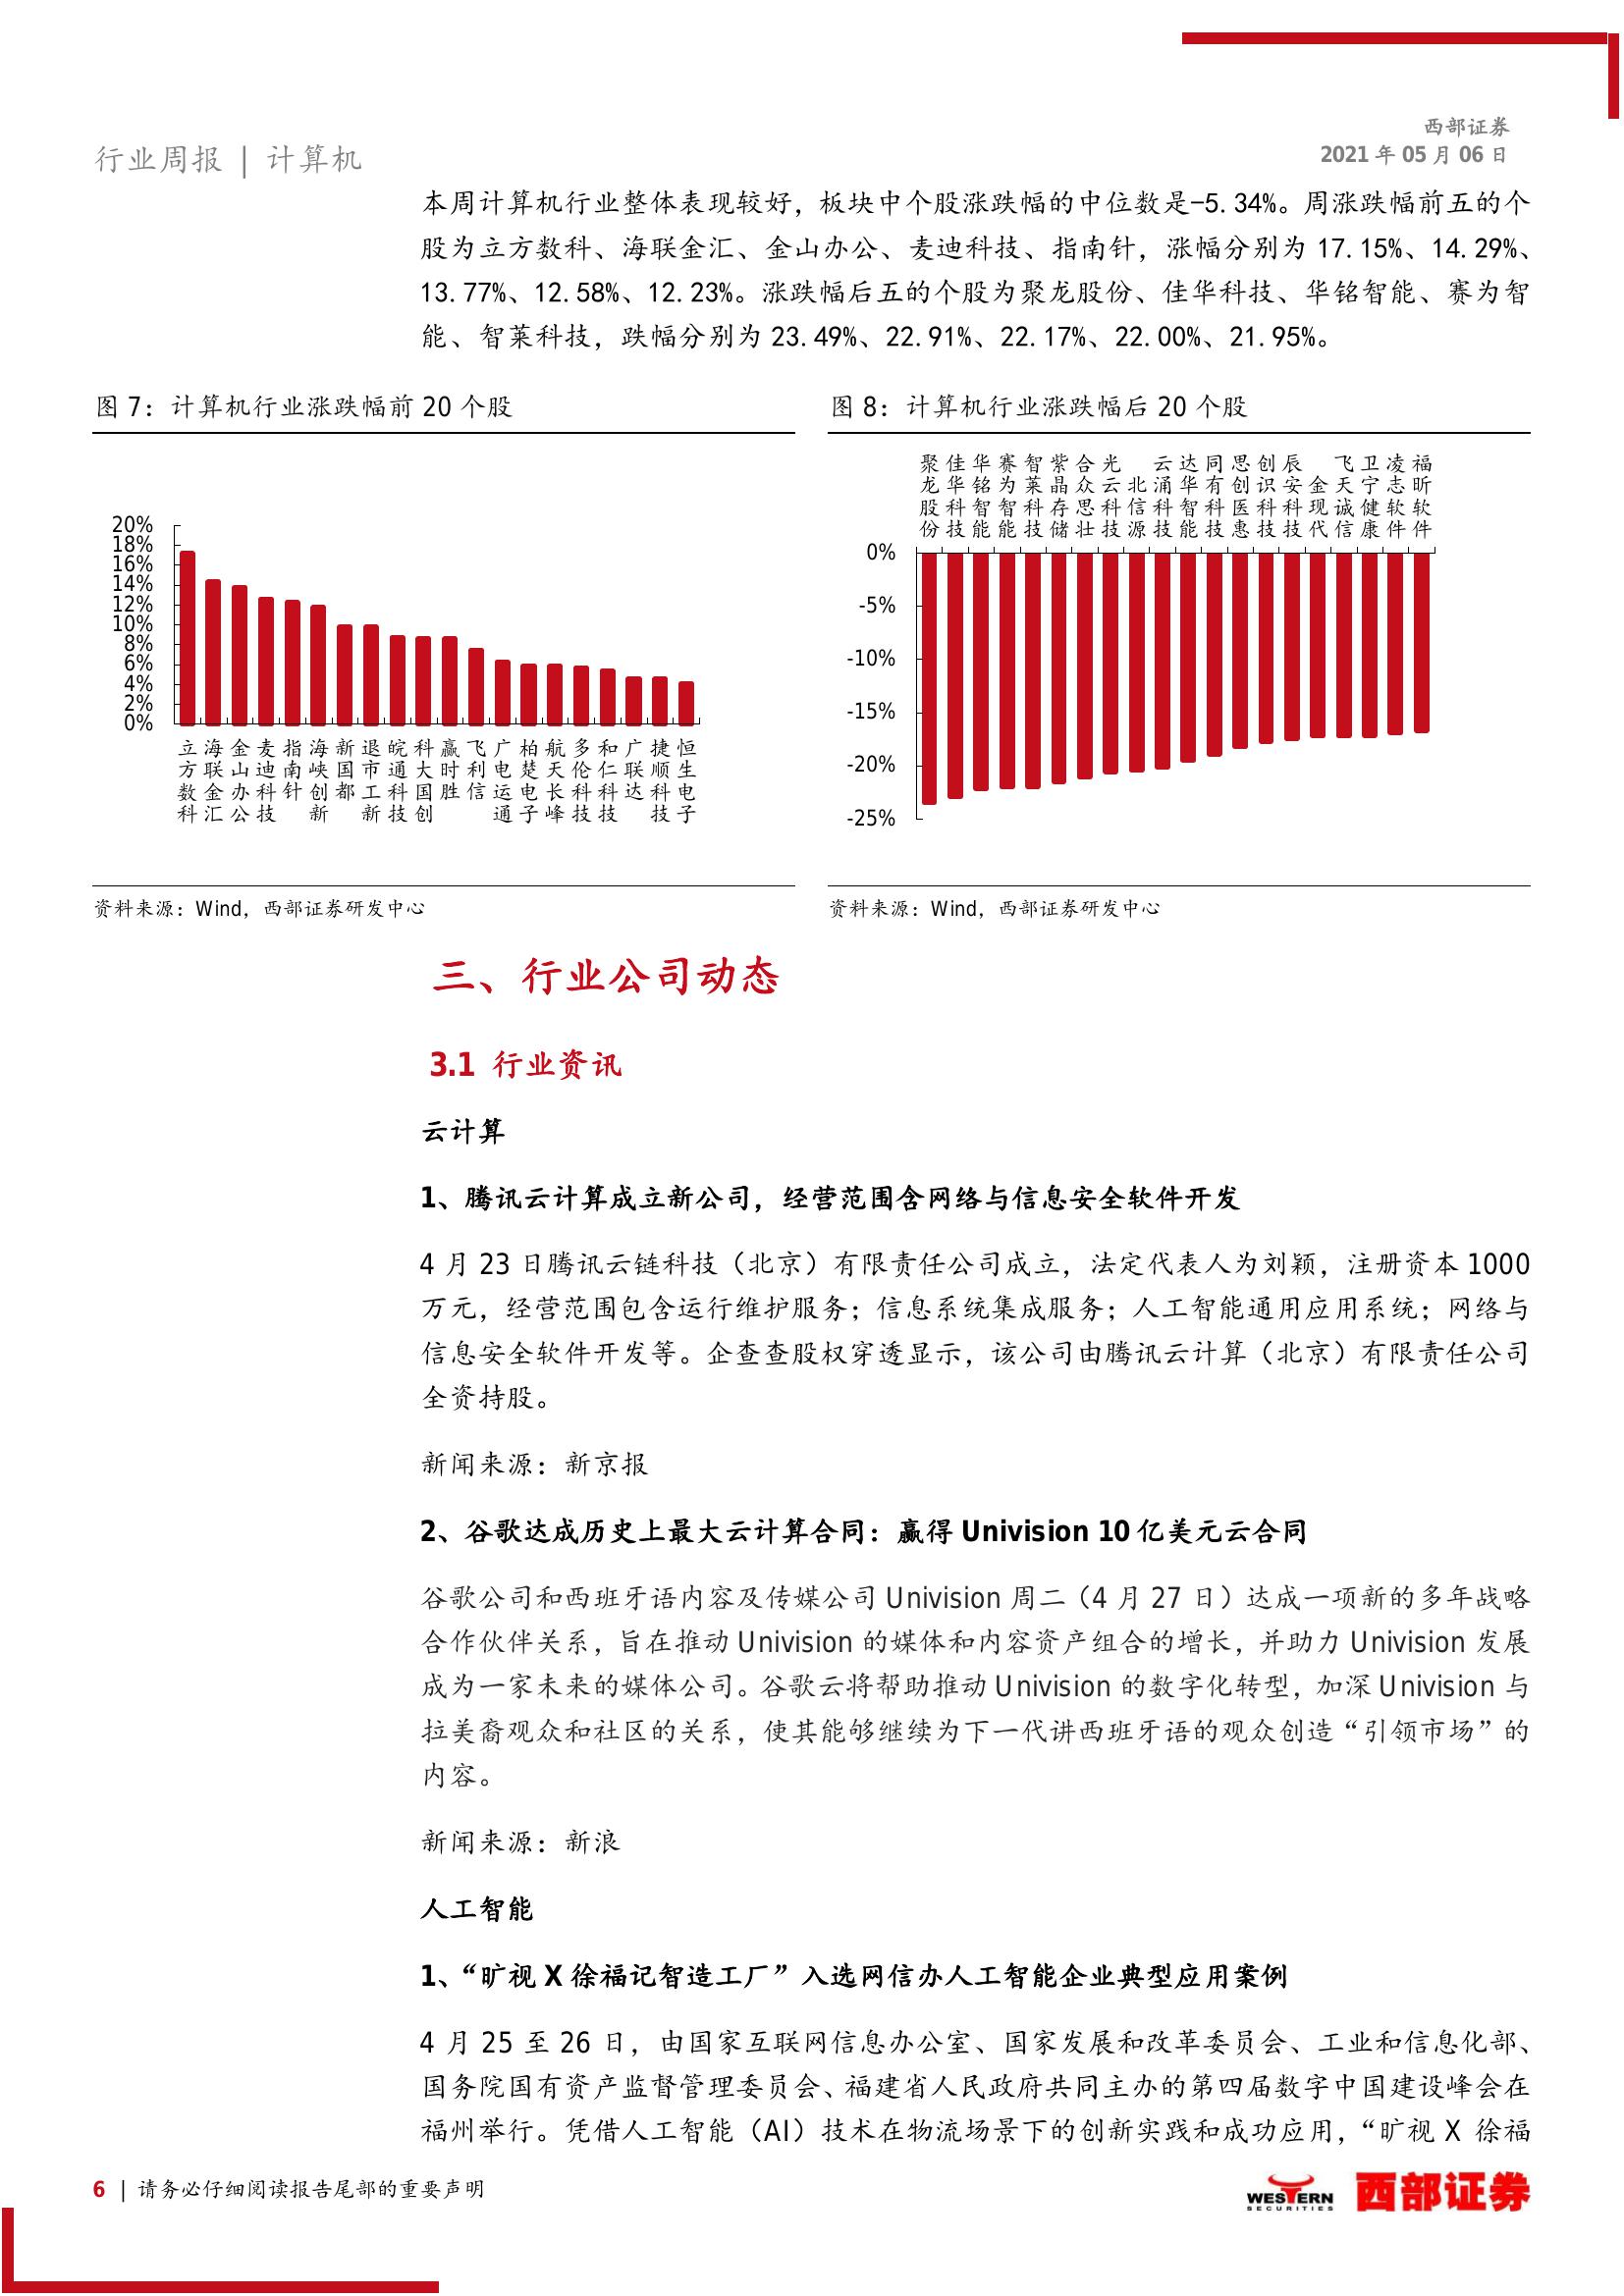 西部证券
2021 年 05 月 06 日
行业周报 | 计算机
本周计算机行业整体表现较好，板块中个股涨跌幅的中位数是-5.34%。周涨跌幅前五的个
股为立方数科、海联金汇、金山办公、麦迪科技、指南针，涨幅分别为 17.15%、14.29%、
13.77%、12.58%、12.23%。涨跌幅后五的个股为聚龙股份、佳华科技、华铭智能、赛为智
能、智莱科技，跌幅分别为 23.49%、22.91%、22.17%、22.00%、21.95%。
图 7：计算机行业涨跌幅前 20 个股
20%
18%
16%
14%
12%
10%
8%
6%
4%
2%
0%
立方数科
海联金汇
金山办公
麦迪科技
指南针
海峡创新
新国都
退市工新
皖通科技
科大国创
赢时胜
飞利信
广电运通
柏楚电子
航天长峰
多伦科技
和仁科技
广联达
捷顺科技
恒生电子
资料来源：Wind，西部证券研发中心
图 8：计算机行业涨跌幅后 20 个股
聚龙股份
佳华科技
华铭智能
赛为智能
智莱科技
紫晶存储
合众思壮
光云科技
北信源
云涌科技
达华智能
同有科技
思创医惠
创识科技
辰安科技
金现代
飞天诚信
卫宁健康
凌志软件
福昕软件
0%
-5%
-10%
-15%
-20%
-25%
资料来源：Wind，西部证券研发中心
三、行业公司动态
3.1 行业资讯
云计算
1、腾讯云计算成立新公司，经营范围含网络与信息安全软件开发
4 月 23 日腾讯云链科技（北京）有限责任公司成立，法定代表人为刘颖，注册资本 1000
万元，经营范围包含运行维护服务；信息系统集成服务；人工智能通用应用系统；网络与
信息安全软件开发等。企查查股权穿透显示，该公司由腾讯云计算（北京）有限责任公司
全资持股。
新闻来源：新京报
2、谷歌达成历史上最大云计算合同：赢得 Univision 10 亿美元云合同
谷歌公司和西班牙语内容及传媒公司 Univision 周二（4 月 27 日）达成一项新的多年战略
合作伙伴关系，旨在推动 Univision 的媒体和内容资产组合的增长，并助力 Univision 发展
成为一家未来的媒体公司。谷歌云将帮助推动 Univision 的数字化转型，加深 Univision 与
拉美裔观众和社区的关系，使其能够继续为下一代讲西班牙语的观众创造“引领市场”的
内容。
新闻来源：新浪
人工智能
1、“旷视 X 徐福记智造工厂”入选网信办人工智能企业典型应用案例
4 月 25 至 26 日，由国家互联网信息办公室、国家发展和改革委员会、工业和信息化部、
国务院国有资产监督管理委员会、福建省人民政府共同主办的第四届数字中国建设峰会在
福州举行。凭借人工智能（AI）技术在物流场景下的创新实践和成功应用，“旷视 X 徐福
6 | 请务必仔细阅读报告尾部的重要声明
WESTERN
SECURITIES
西部证券